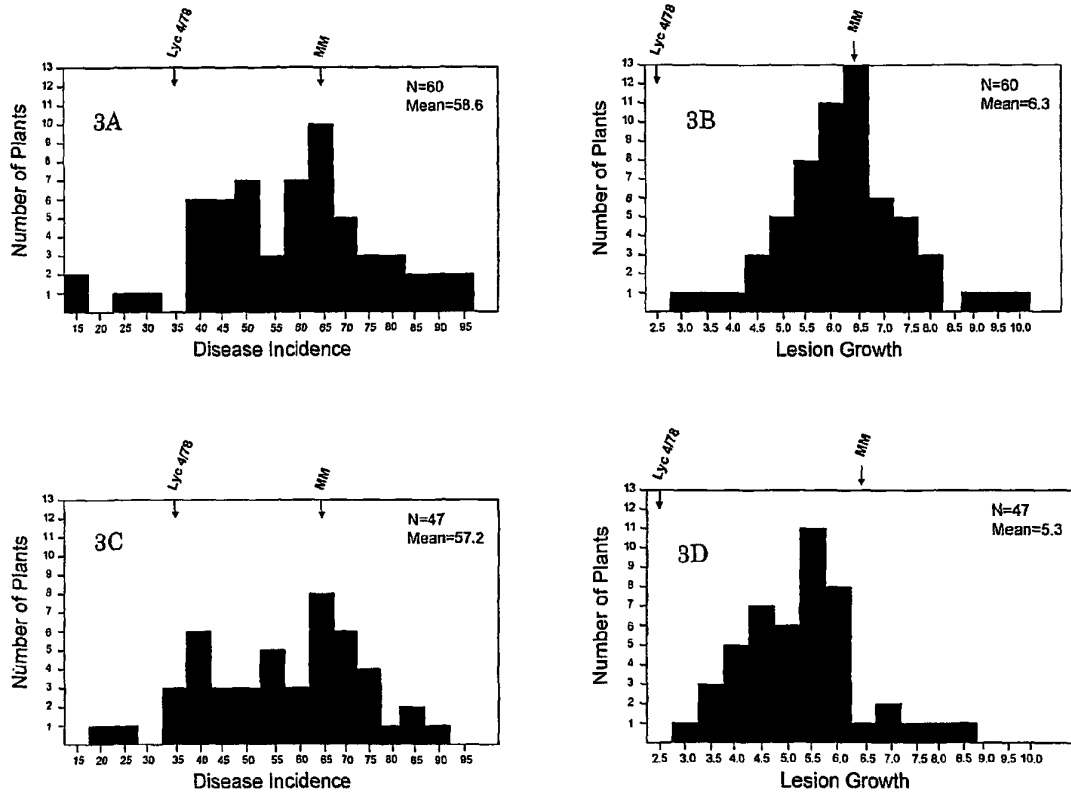 Lyc 4/78
MM
13
12
11
10
9
8
7
6
5
4
3
2
1
Number of Plants
3A
N=60
Mean=58.6
15 20 25 30 35 40 45 50 55 60 65 70 75 80 85 90 95
Disease Incidence
Lyc 4/78
MM
13
12
11
10
9
8
7
6
5
4
3
2
1
Number of Plants
3B
N=60
Mean=6.3
2.5 3.0 3.5 4.0 4.5 5.0 5.5 6.0 6.5 7.0 7.5 8.0 8.5 9.0 9.5 10.0
Lesion Growth
Lyc 4/78
MM
13
12
11
10
9
8
7
6
5
4
3
2
1
Number of Plants
3C
N=47
Mean=57.2
15 20 25 30 35 40 45 50 55 60 65 70 75 80 85 90 95
Disease Incidence
Lyc 4/78
MM
13
12
11
10
9
8
7
6
5
4
3
2
1
Number of Plants
3D
N=47
Mean=5.3
2.5 3.0 3.5 4.0 4.5 5.0 5.5 6.0 6.5 7.0 7.5 8.0 8.5 9.0 9.5 10.0
Lesion Growth